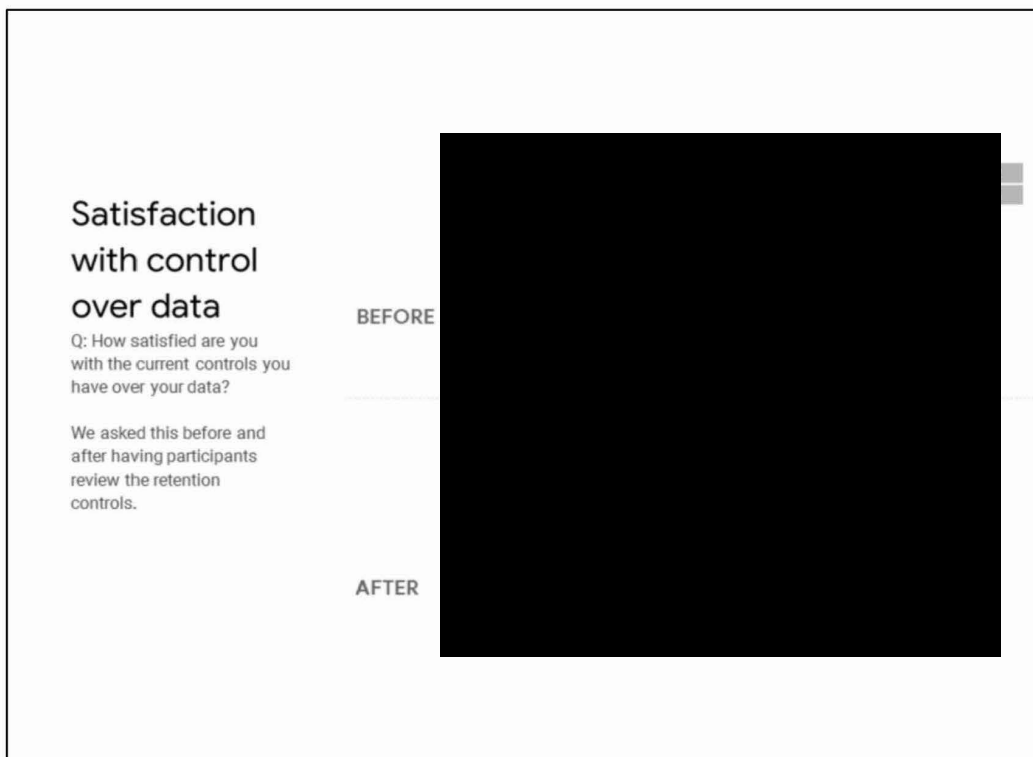 Satisfaction
with control
over data
Q: How satisfied are you
with the current controls you
have over your data?
We asked this before and
after having participants
review the retention
controls.
BEFORE
AFTER